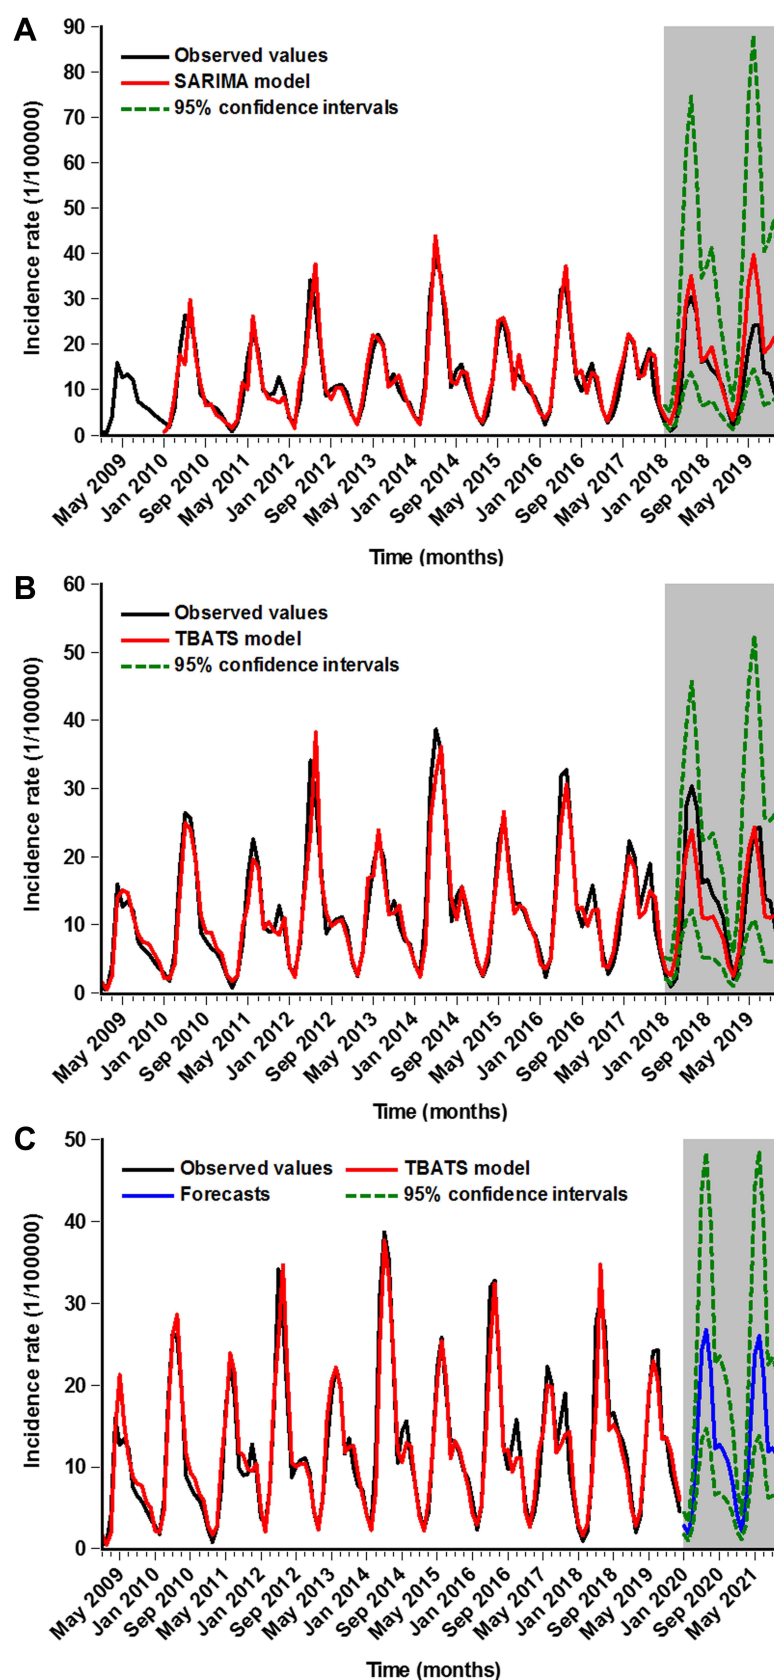 A
90
80
70
60
50
40
30
20
10
0
Incidence rate (1/100000)
Observed values
SARIMA model
95% confidence intervals
May 2009
Jan 2010
Sep 2010
May 2011
Jan 2012
Sep 2012
May 2013
Jan 2014
Sep 2014
May 2015
Jan 2016
Sep 2016
May 2017
Jan 2018
Sep 2018
May 2019
Time (months)
B
60
50
40
30
20
10
0
Incidence rate (1/100000)
Observed values
TBATS model
95% confidence intervals
May 2009
Jan 2010
Sep 2010
May 2011
Jan 2012
Sep 2012
May 2013
Jan 2014
Sep 2014
May 2015
Jan 2016
Sep 2016
May 2017
Jan 2018
Sep 2018
May 2019
Time (months)
C
50
40
30
20
10
0
Incidence rate (1/100000)
Observed values
TBATS model
Forecasts
95% confidence intervals
May 2009
Jan 2010
Sep 2010
May 2011
Jan 2012
Sep 2012
May 2013
Jan 2014
Sep 2014
May 2015
Jan 2016
Sep 2016
May 2017
Jan 2018
Sep 2018
May 2019
Jan 2020
Sep 2020
May 2021
Time (months)